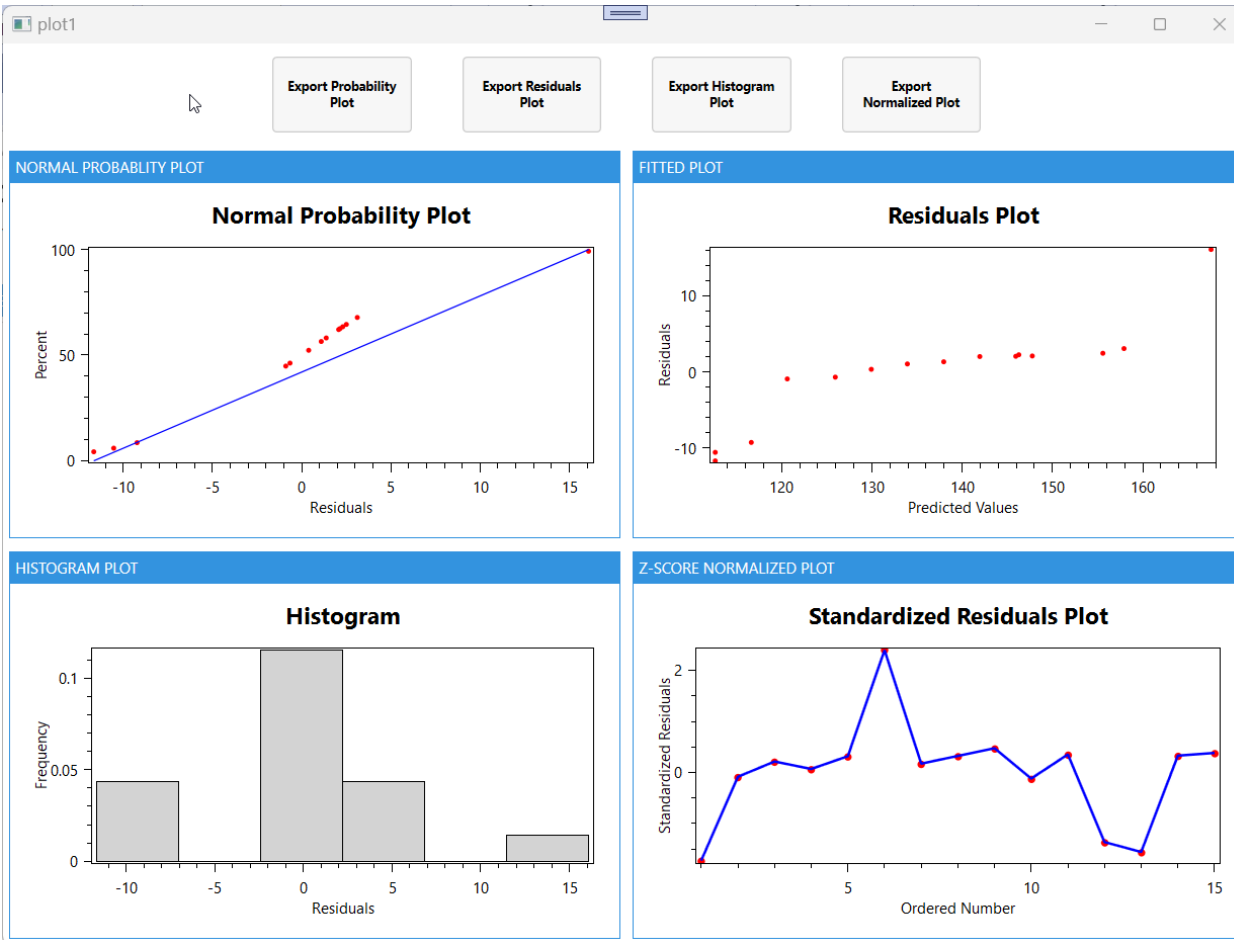 plot1
Export Probability
Plot
Export Residuals
Plot
Export Histogram
Plot
Export
Normalized Plot
NORMAL PROBABLITY PLOT
Normal Probability Plot
100
50
0
Percent
-10 -5 0 5 10 15
Residuals
FITTED PLOT
Residuals Plot
10
0
-10
Residuals
120 130 140 150 160
Predicted Values
HISTOGRAM PLOT
Histogram
0.1
0.05
0
Frequency
-10 -5 0 5 10 15
Residuals
Z-SCORE NORMALIZED PLOT
Standardized Residuals Plot
2
0
Standardized Residuals
5 10 15
Ordered Number